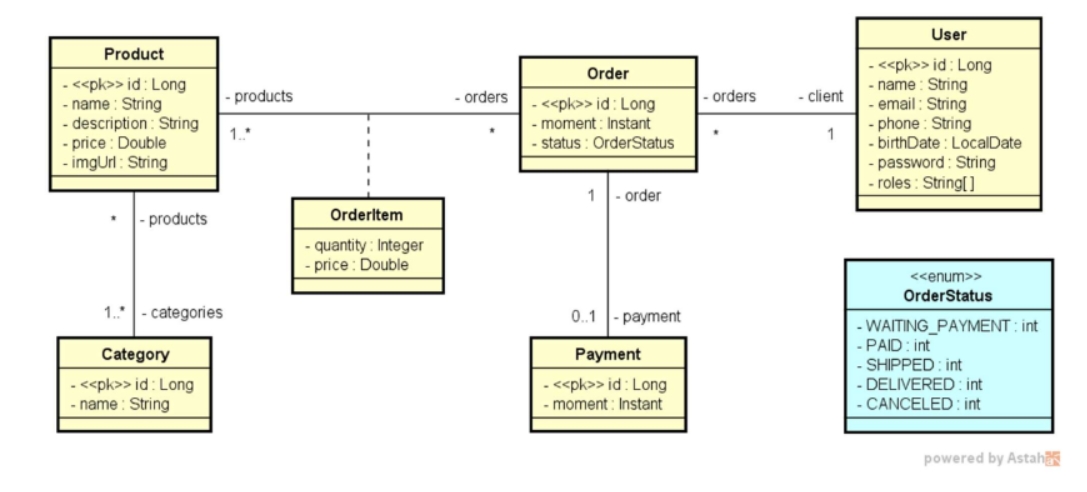 Product
- <<pk>> id : Long
- name : String
- description : String
- price : Double
- imgUrl : String
- products
1..*
- orders
*
Order
- <<pk>> id : Long
- moment : Instant
- status : OrderStatus
- orders
*
- client
1
User
- <<pk>> id : Long
- name : String
- email : String
- phone : String
- birthDate : LocalDate
- password : String
- roles : String[ ]
OrderItem
- quantity : Integer
- price : Double
* - products
1..* - categories
Category
- <<pk>> id : Long
- name : String
1 - order
0..1 - payment
Payment
- <<pk>> id : Long
- moment : Instant
<<enum>>
OrderStatus
- WAITING_PAYMENT : int
- PAID : int
- SHIPPED : int
- DELIVERED : int
- CANCELED : int
powered by Astah